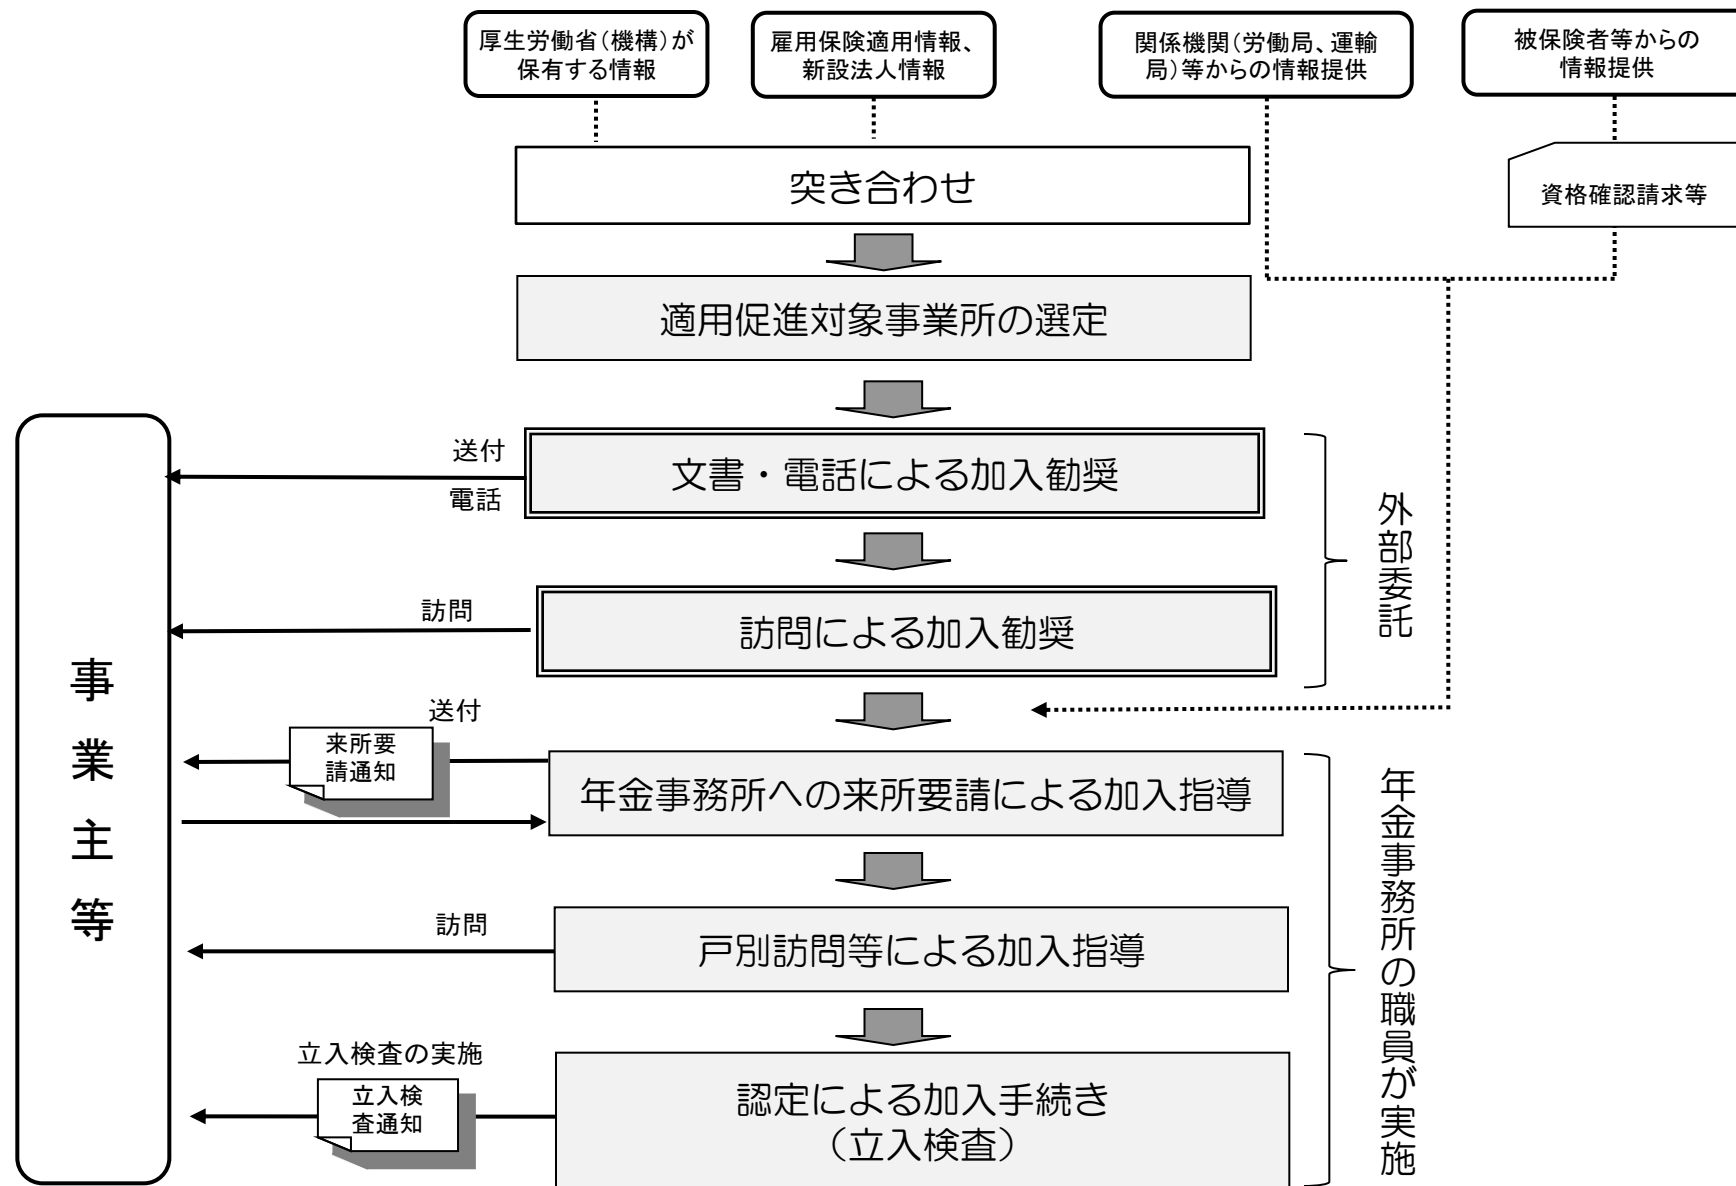 厚生労働省（機構）が
保有する情報
雇用保険適用情報、
新設法人情報
関係機関（労働局、運輸
局）等からの情報提供
被保険者等からの
情報提供
突き合わせ
資格確認請求等
適用促進対象事業所の選定
送付
電話
文書・電話による加入勧奨
外部委託
訪問
訪問による加入勧奨
事業主等
送付
来所要
請通知
年金事務所への来所要請による加入指導
年金事務所の職員が実施
訪問
戸別訪問等による加入指導
立入検査の実施
立入検
査通知
認定による加入手続き
（立入検査）